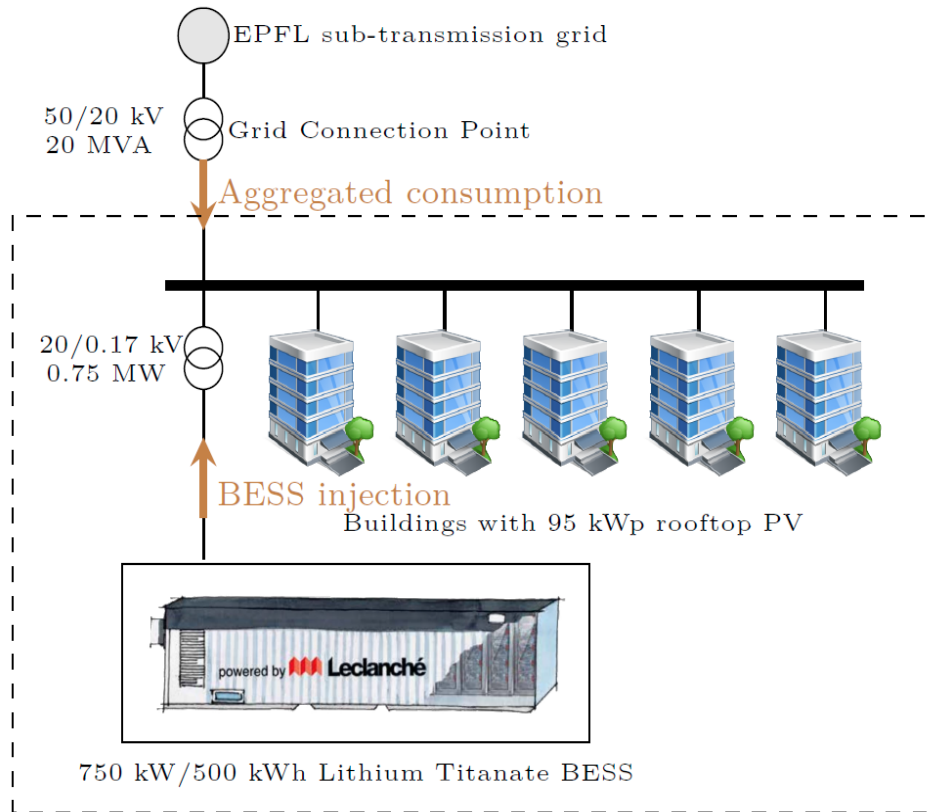 EPFL sub-transmission grid
50/20 kV
20 MVA
Grid Connection Point
Aggregated consumption
20/0.17 kV
0.75 MW
BESS injection
Buildings with 95 kWp rooftop PV
powered by Leclanché
750 kW/500 kWh Lithium Titanate BESS